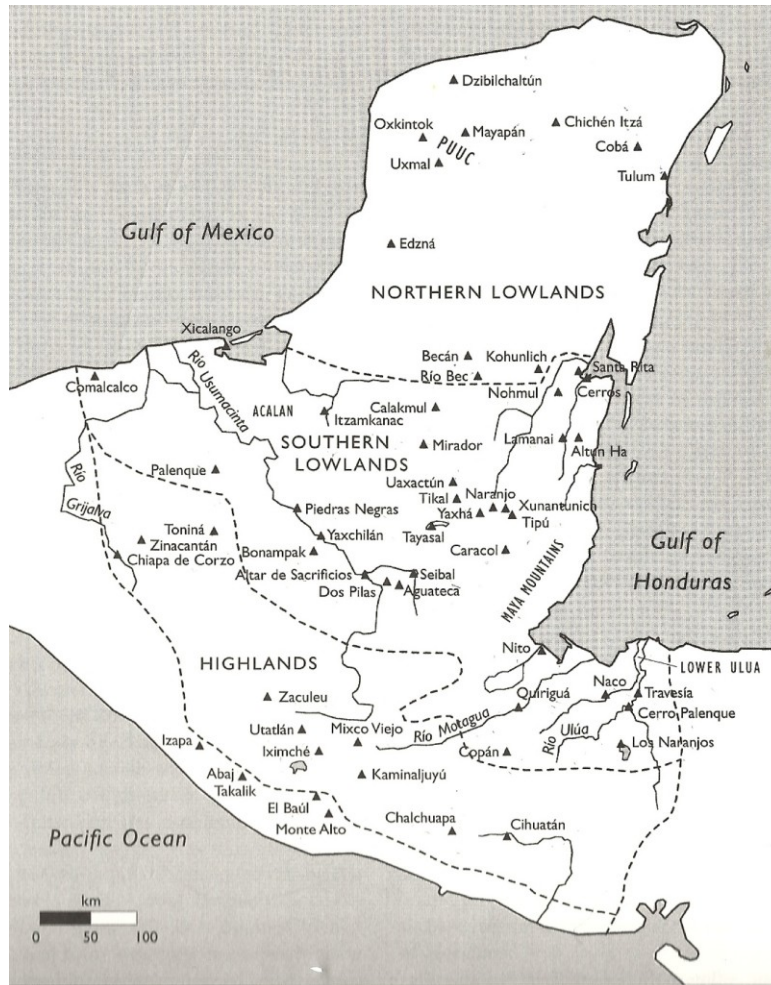 Dzibilchaltún
Oxkintok
Mayapán
Chichén Itzá
PUUC
Cobá
Uxmal
Tulum
Gulf of Mexico
Edzná
NORTHERN LOWLANDS
Xicalango
Becán
Kohunlich
Santa Rita
Río Bec
Comalcalco
Río Usumacinta
Nohmul
Cerros
ACALAN
Calakmul
Itzamkanac
SOUTHERN
LOWLANDS
Mirador
Lamanai
Altun Ha
Palenque
Río
Grijalva
Uaxactún
Tikal
Naranjo
Xunantunich
Piedras Negras
Yaxhá
Tipú
Toniná
Zinacantán
Chiapa de Corzo
Yaxchilán
Tayasal
Bonampak
Caracol
Gulf of
Honduras
Altar de Sacrificios
Seibal
Dos Pilas
Aguateca
MAYA MOUNTAINS
Nito
HIGHLANDS
LOWER ULUA
Zaculeu
Quiriguá
Naco
Travesía
Cerro Palenque
Utatlán
Mixco Viejo
Río Motagua
Río Ulúa
Izapa
Iximché
Copán
Los Naranjos
Abaj
Takalik
Kaminaljuyú
El Baúl
Monte Alto
Chalchuapa
Cihuatán
Pacific Ocean
km
0 50 100